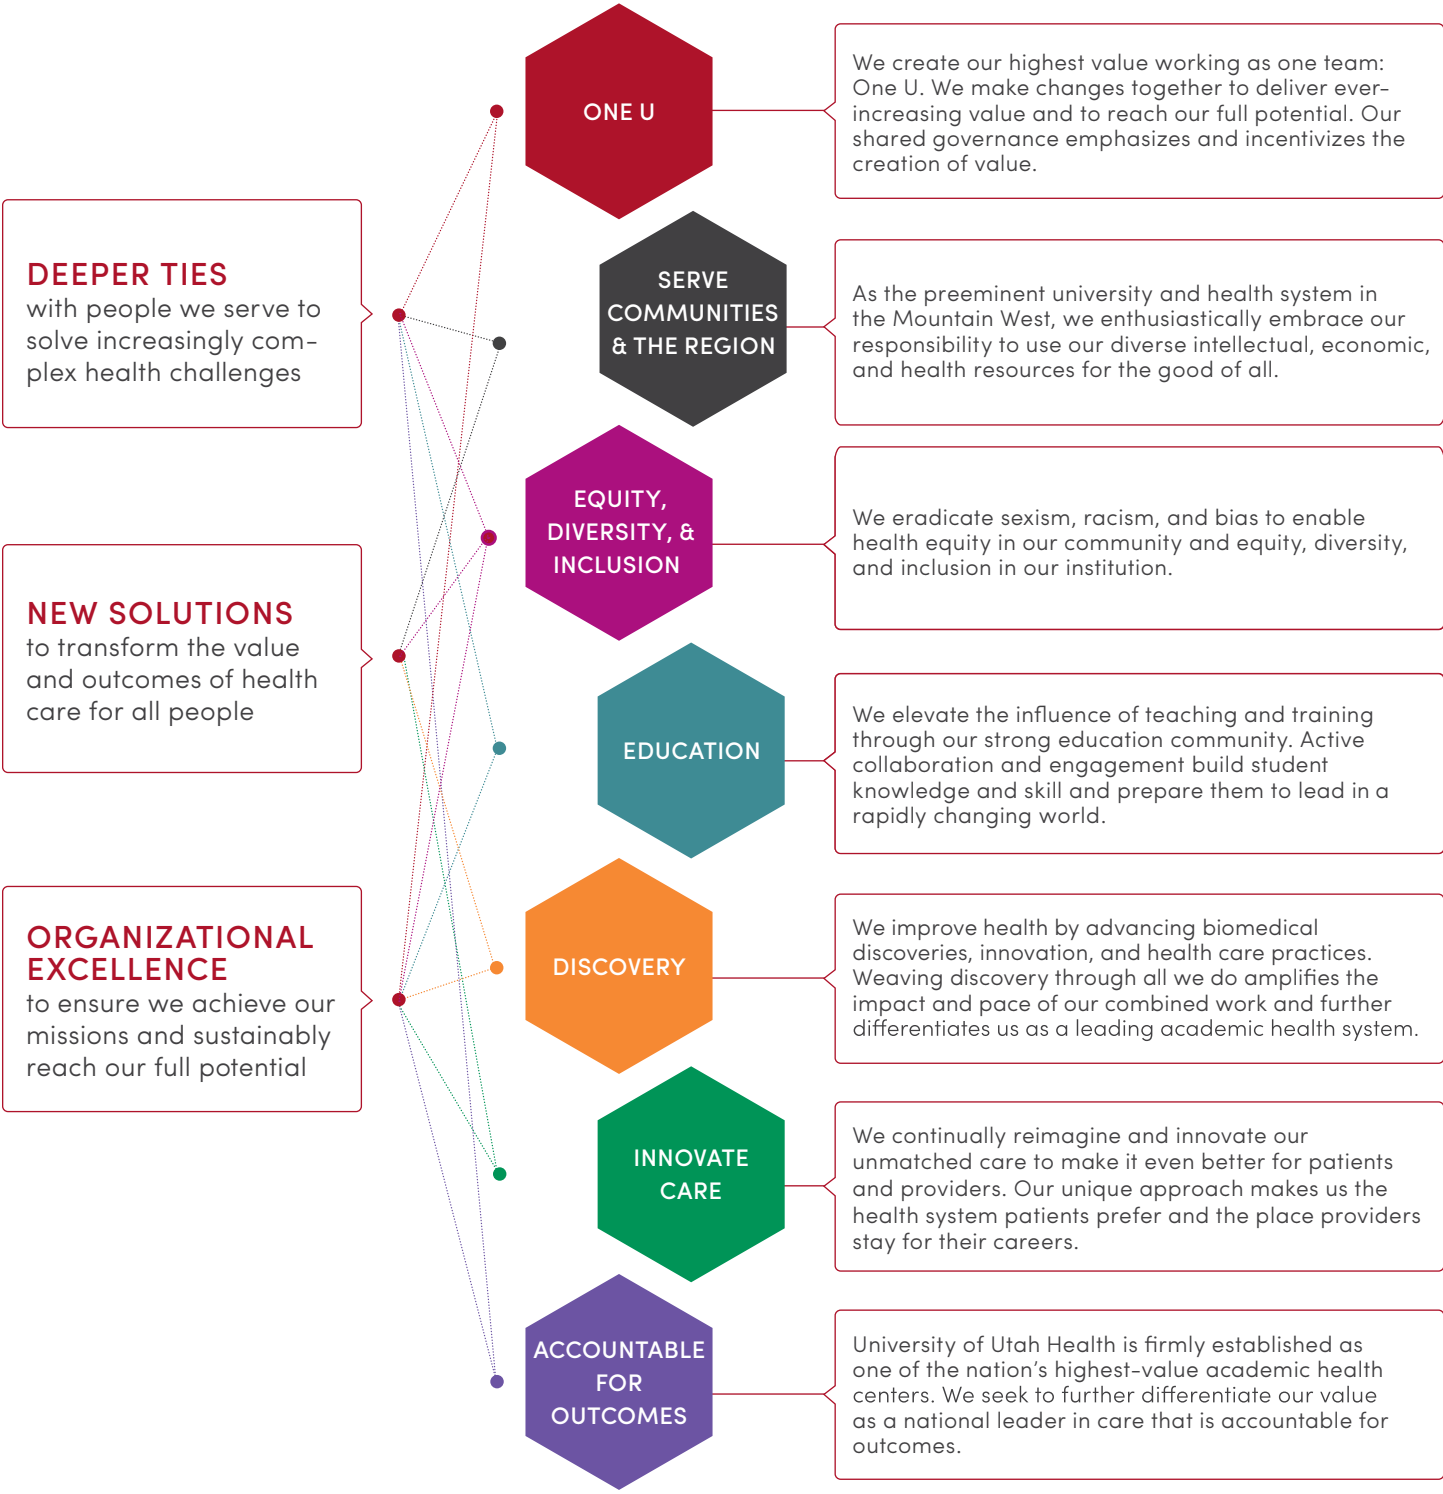 DEEPER TIES
with people we serve to
solve increasingly com-
plex health challenges
NEW SOLUTIONS
to transform the value
and outcomes of health
care for all people
ORGANIZATIONAL
EXCELLENCE
to ensure we achieve our
missions and sustainably
reach our full potential
ONE U
We create our highest value working as one team:
One U. We make changes together to deliver ever-
increasing value and to reach our full potential. Our
shared governance emphasizes and incentivizes the
creation of value.
SERVE
COMMUNITIES
& THE REGION
As the preeminent university and health system in
the Mountain West, we enthusiastically embrace our
responsibility to use our diverse intellectual, economic,
and health resources for the good of all.
EQUITY,
DIVERSITY, &
INCLUSION
We eradicate sexism, racism, and bias to enable
health equity in our community and equity, diversity,
and inclusion in our institution.
EDUCATION
We elevate the influence of teaching and training
through our strong education community. Active
collaboration and engagement build student
knowledge and skill and prepare them to lead in a
rapidly changing world.
DISCOVERY
We improve health by advancing biomedical
discoveries, innovation, and health care practices.
Weaving discovery through all we do amplifies the
impact and pace of our combined work and further
differentiates us as a leading academic health system.
INNOVATE
CARE
We continually reimagine and innovate our
unmatched care to make it even better for patients
and providers. Our unique approach makes us the
health system patients prefer and the place providers
stay for their careers.
ACCOUNTABLE
FOR
OUTCOMES
University of Utah Health is firmly established as
one of the nation's highest-value academic health
centers. We seek to further differentiate our value
as a national leader in care that is accountable for
outcomes.